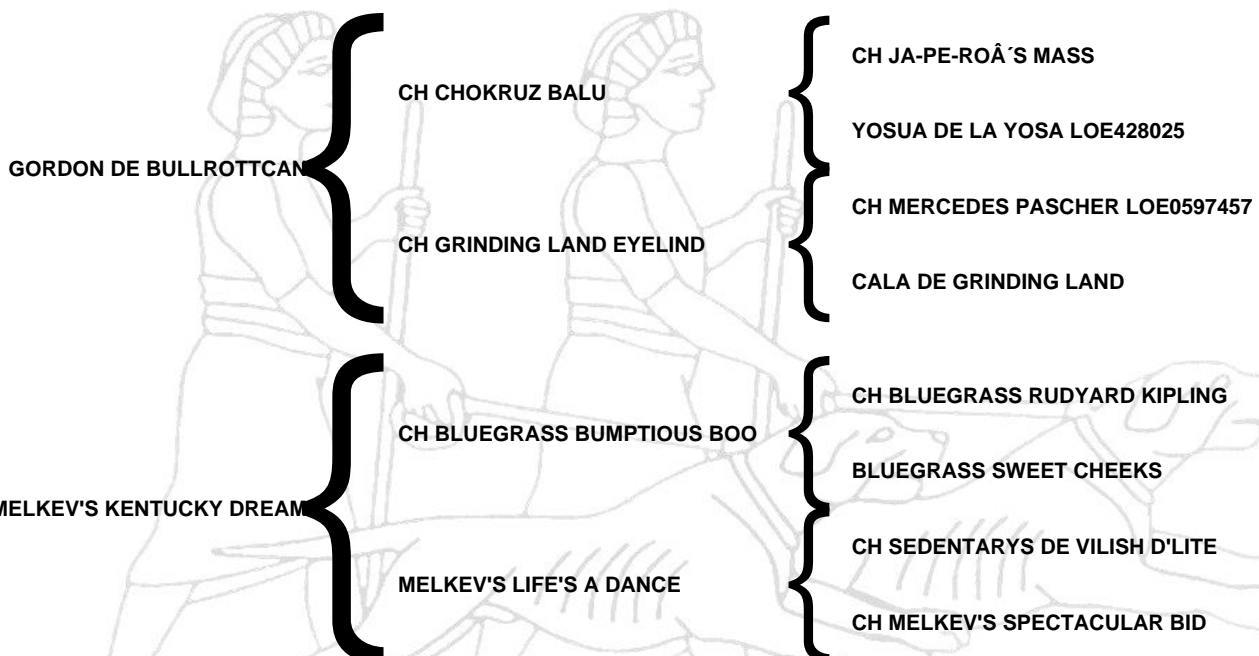 CH JA-PE-ROÂ´S MASS
CH CHOKRUZ BALU
YOSUA DE LA YOSA LOE428025
GORDON DE BULLROTTCAN
CH MERCEDES PASCHER LOE0597457
CH GRINDING LAND EYELIND
CALA DE GRINDING LAND
CH BLUEGRASS RUDYARD KIPLING
CH BLUEGRASS BUMPTIOUS BOO
BLUEGRASS SWEET CHEEKS
MELKEV'S KENTUCKY DREAM
CH SEDENTARYS DE VILISH D'LITE
MELKEV'S LIFE'S A DANCE
CH MELKEV'S SPECTACULAR BID